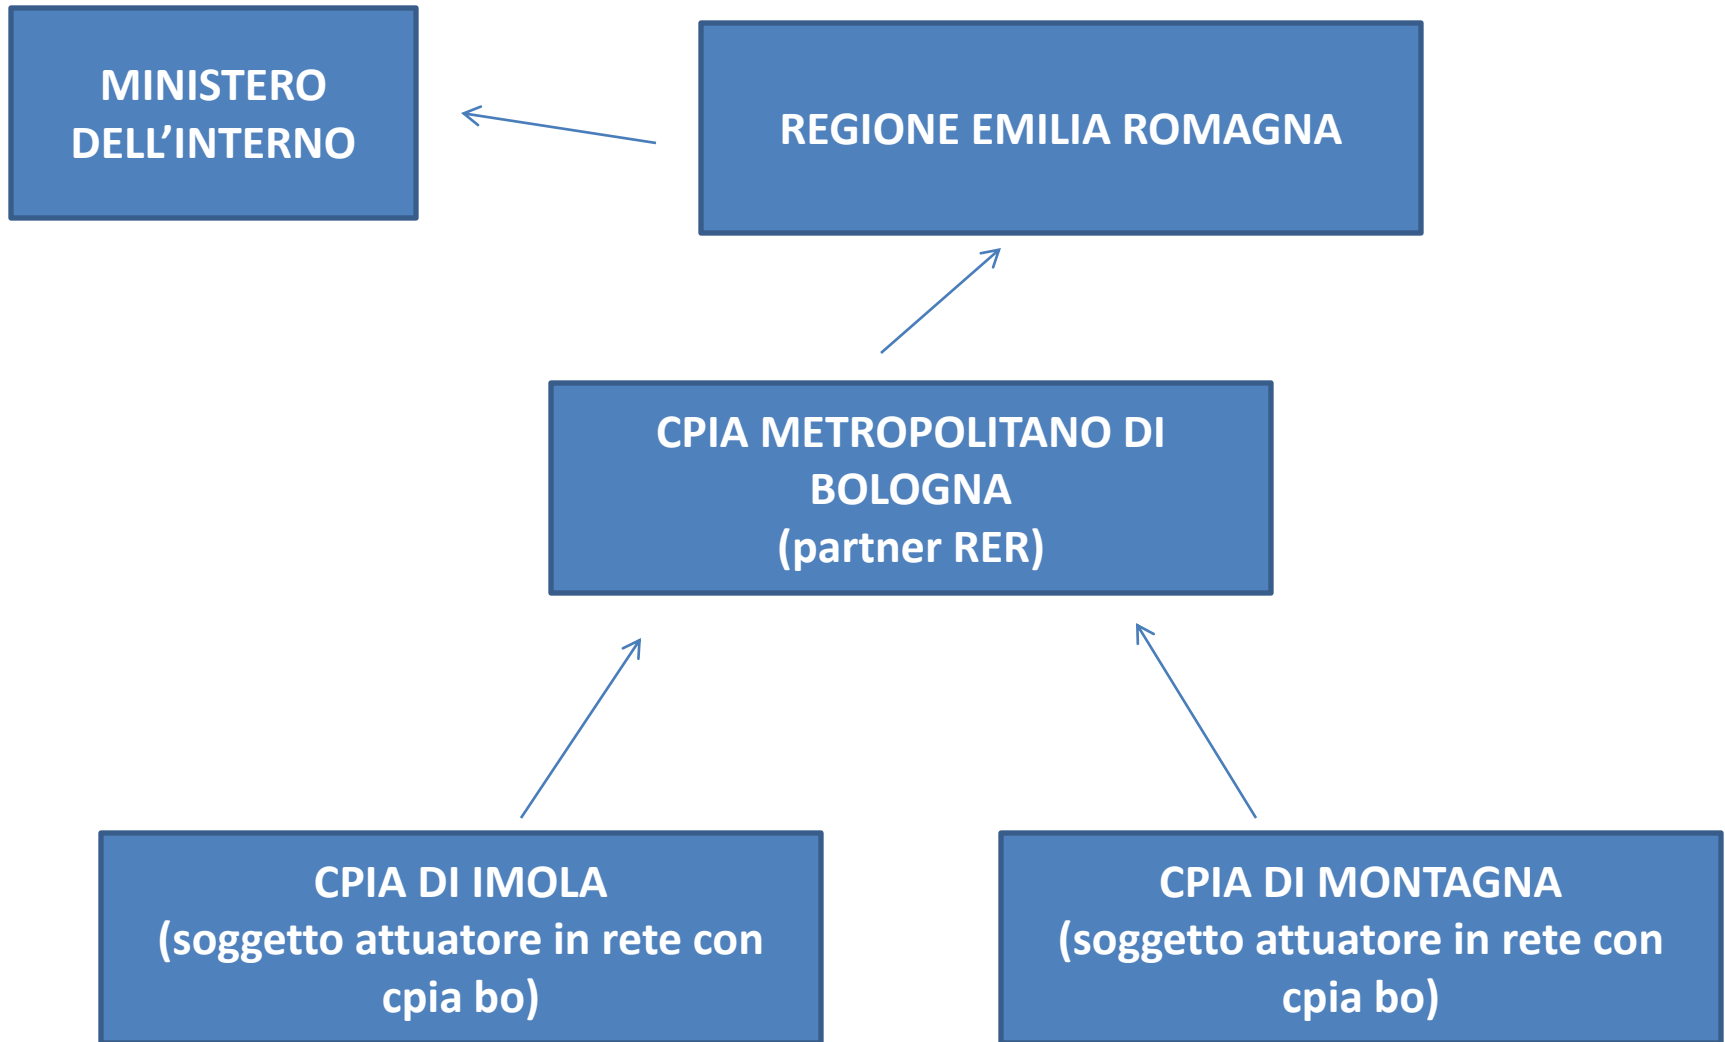 MINISTERO
DELL’INTERNO
REGIONE EMILIA ROMAGNA
CPIA METROPOLITANO DI
BOLOGNA
(partner RER)
CPIA DI IMOLA
(soggetto attuatore in rete con
cpia bo)
CPIA DI MONTAGNA
(soggetto attuatore in rete con
cpia bo)